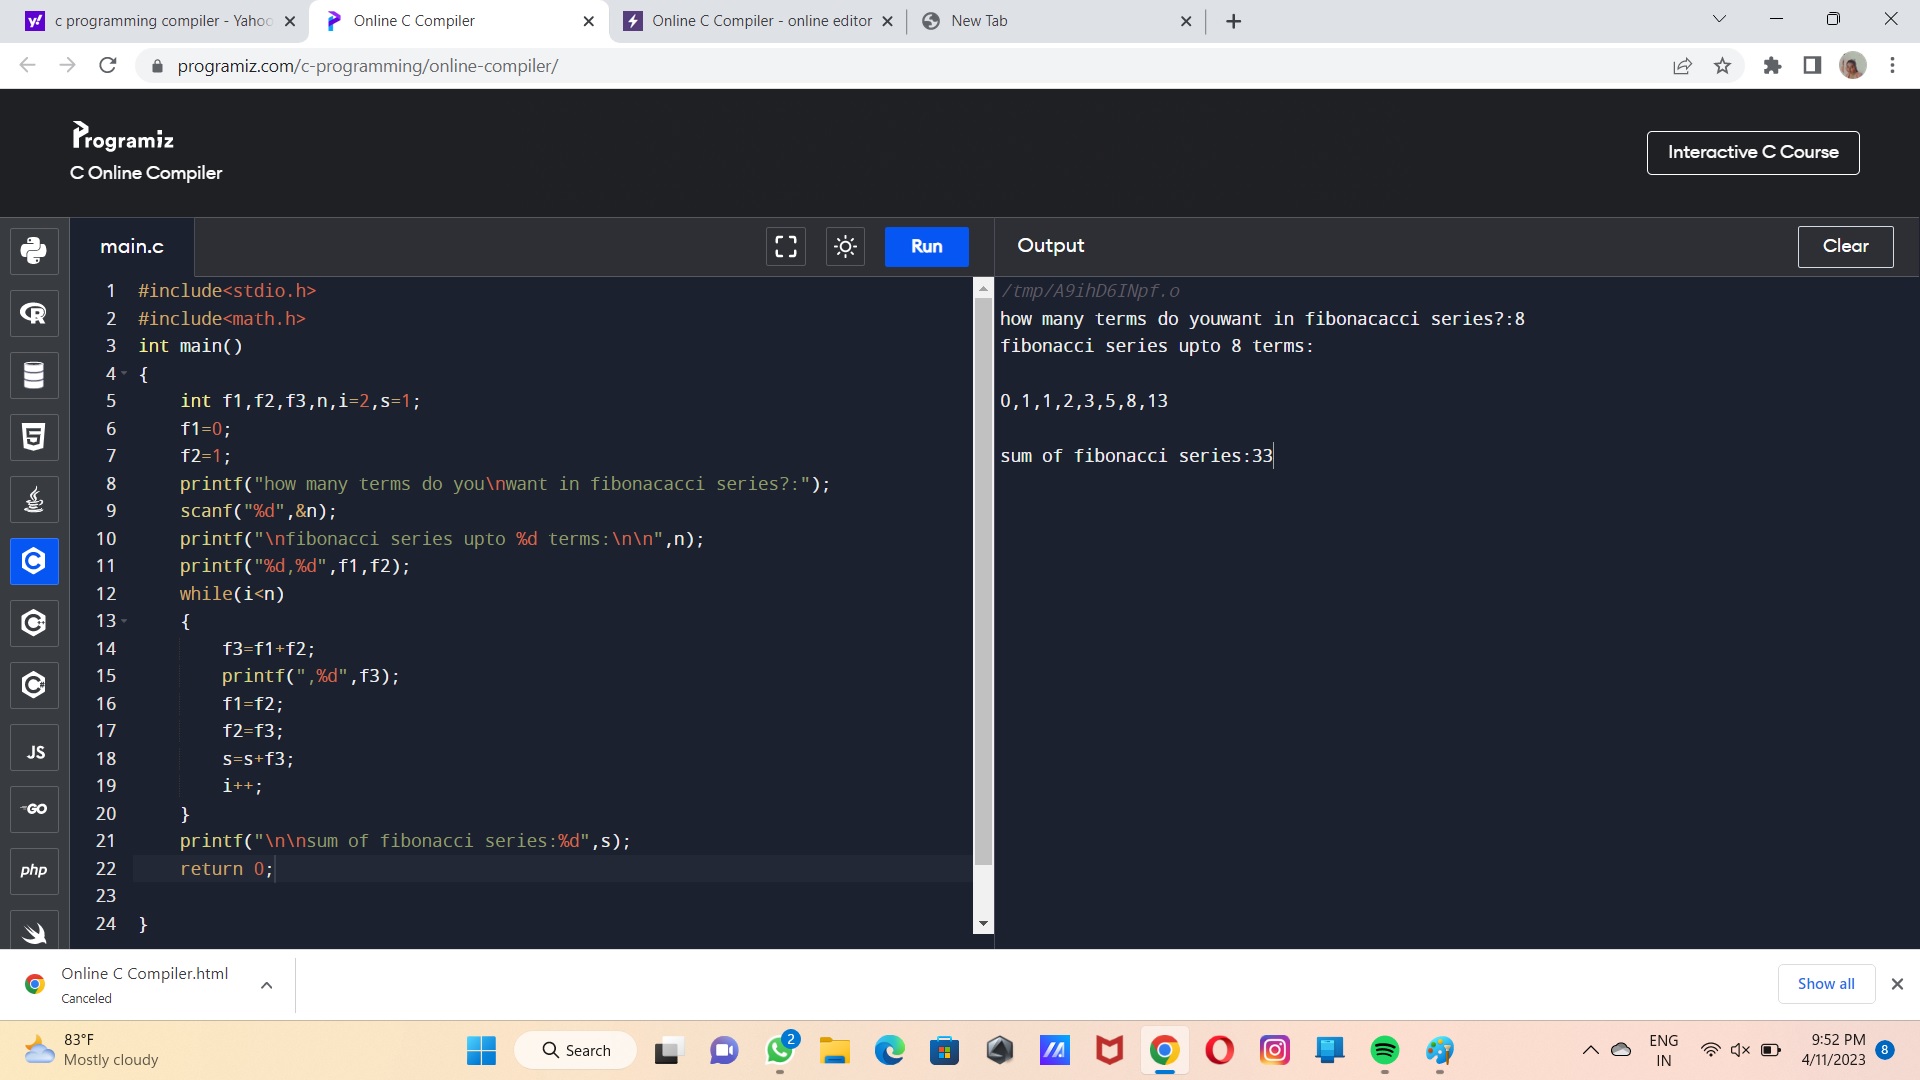 c programming compiler - Yahoo
Online C Compiler
Online C Compiler - online editor
New Tab
programiz.com/c-programming/online-compiler/
Programiz
C Online Compiler
Interactive C Course
main.c
Run
Output
Clear
1 #include<stdio.h>
2 #include<math.h>
3 int main()
4 {
5 int f1,f2,f3,n,i=2,s=1;
6 f1=0;
7 f2=1;
8 printf("how many terms do you\nwant in fibonacacci series?:");
9 scanf("%d",&n);
10 printf("\nfibonacci series upto %d terms:\n\n",n);
11 printf("%d,%d",f1,f2);
12 while(i<n)
13 {
14 f3=f1+f2;
15 printf(",%d",f3);
16 f1=f2;
17 f2=f3;
18 s=s+f3;
19 i++;
20 }
21 printf("\n\nsum of fibonacci series:%d",s);
22 return 0;
23
24 }
/tmp/A9ihD6INpf.o
how many terms do youwant in fibonacacci series?:8
fibonacci series upto 8 terms:
0,1,1,2,3,5,8,13
sum of fibonacci series:33
JS
GO
php
Online C Compiler.html
Canceled
Show all
83°F
Mostly cloudy
Search
2
ENG
IN
9:52 PM
4/11/2023
8